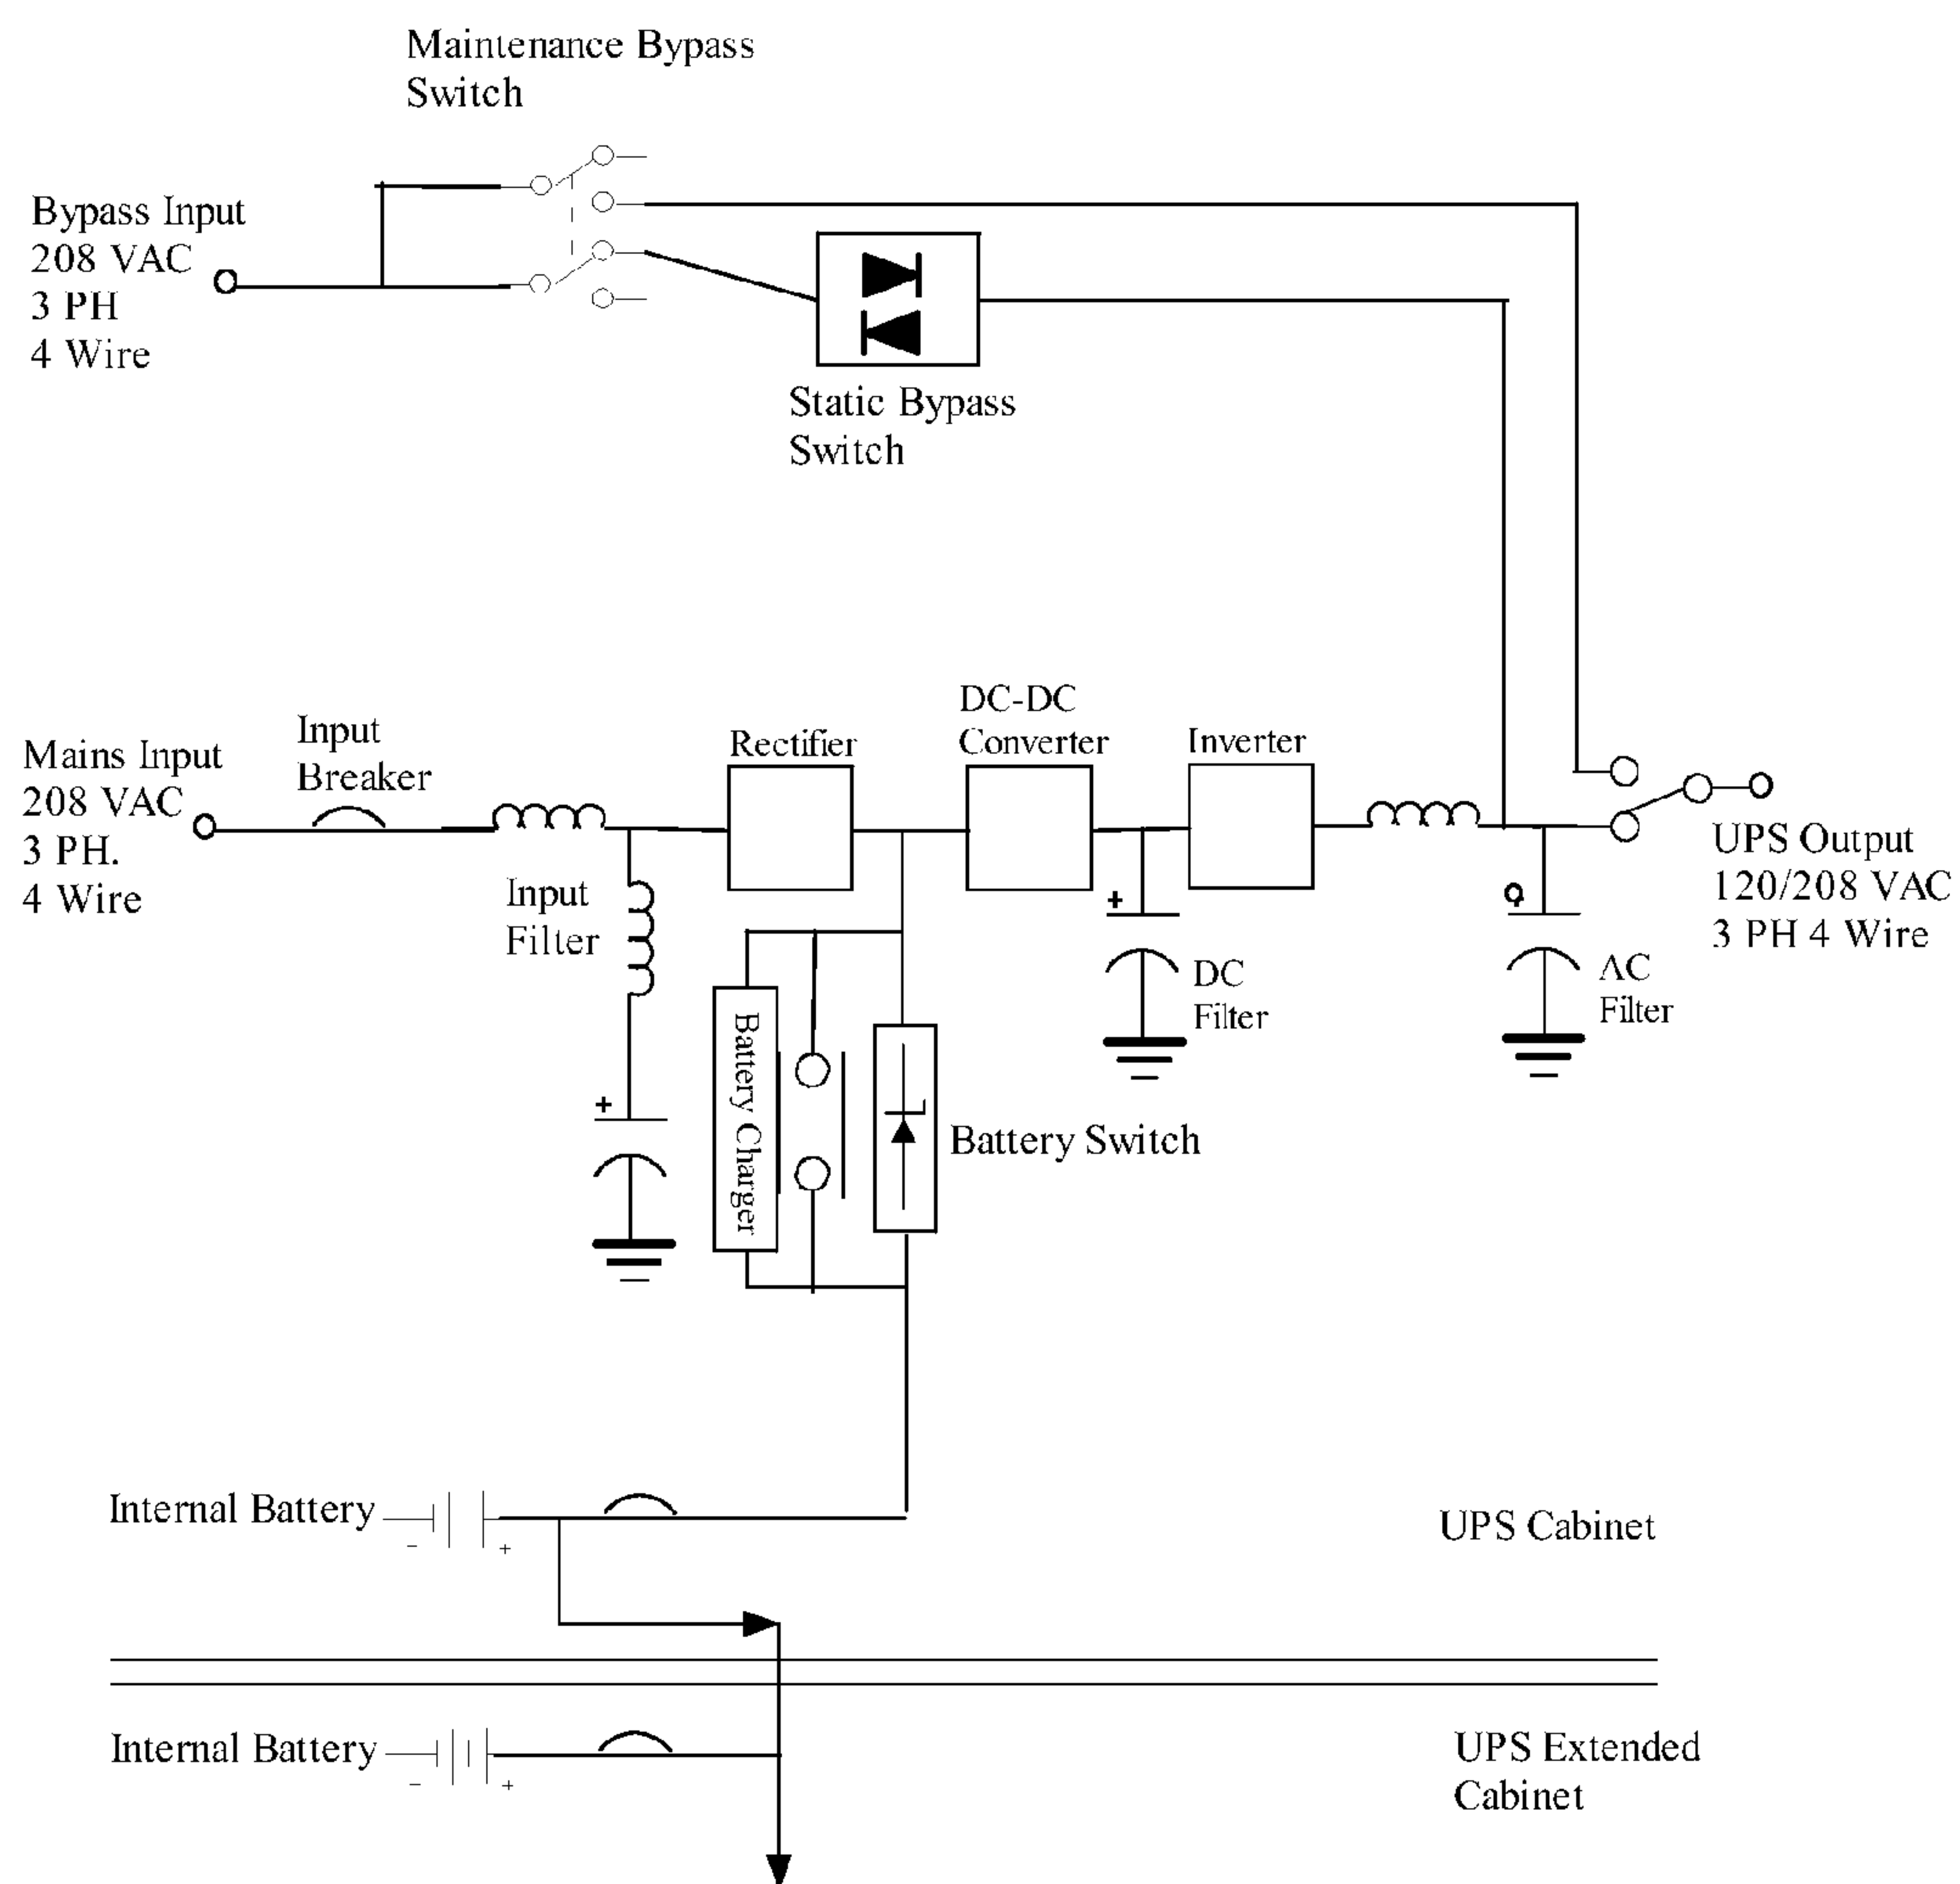 Maintenance Bypass
Switch
Bypass Input
208 VAC
3 PH
4 Wire
Static Bypass
Switch
Mains Input
208 VAC
3 PH.
4 Wire
Input
Breaker
Input
Filter
Rectifier
DC-DC
Converter
Inverter
UPS Output
120/208 VAC
3 PH 4 Wire
+
DC
Filter
AC
Filter
+
Battery Charger
Battery Switch
Internal Battery
- +
UPS Cabinet
Internal Battery
- +
UPS Extended
Cabinet